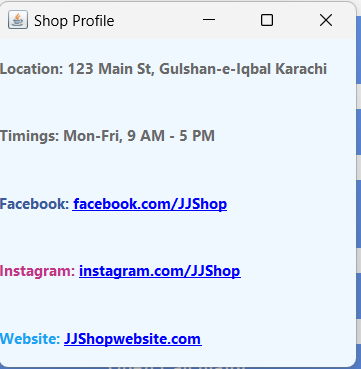 Shop Profile
Location: 123 Main St, Gulshan-e-Iqbal Karachi
Timings: Mon-Fri, 9 AM - 5 PM
Facebook: facebook.com/JJShop
Instagram: instagram.com/JJShop
Website: JJShopwebsite.com